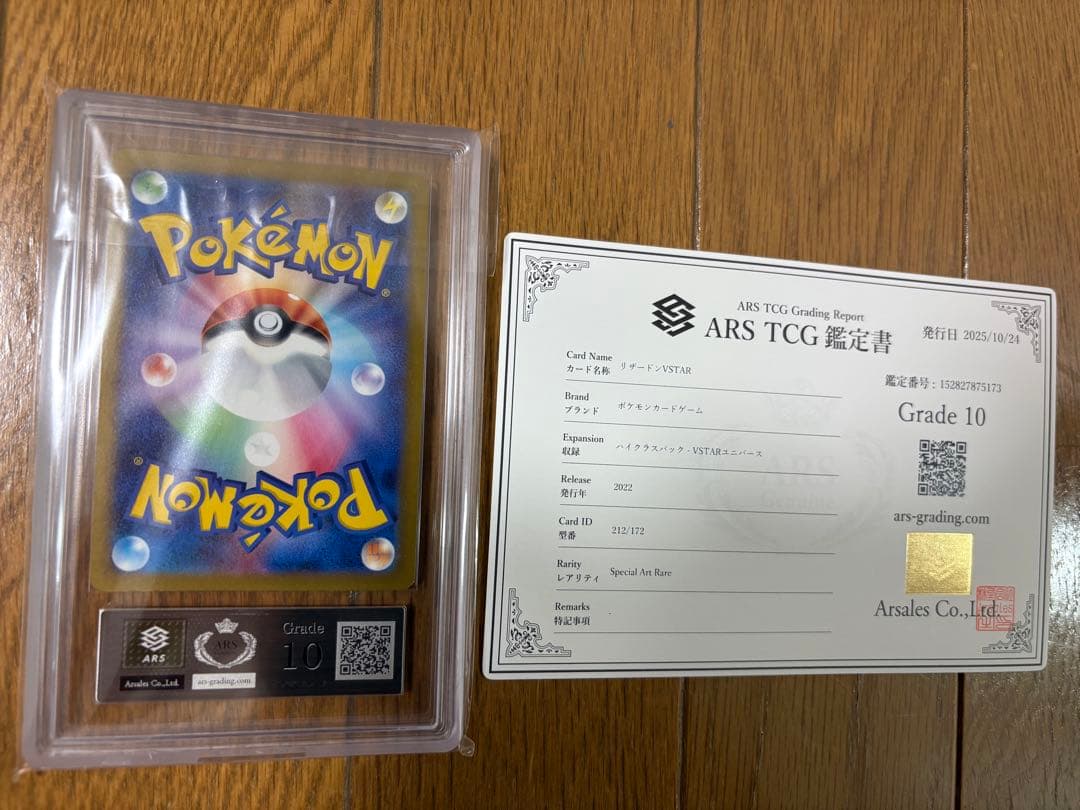 POKéMON
®
POKéMON
®
ARS
Arsales Co.,Ltd.
ARS
ars-grading.com
Grade
10
ARS TCG Grading Report
ARS TCG 鑑定書
発行日 2025/10/24
Card Name
カード名称 リザードンVSTAR
Brand
ブランド ポケモンカードゲーム
Expansion
収録 ハイクラスパック - VSTARユニバース
Release
発行年 2022
Card ID
型番 212/172
Rarity
レアリティ Special Art Rare
Remarks
特記事項 -
鑑定番号 : 152827875173
Grade 10
ars-grading.com
Arsales Co.,Ltd.
ARS
Genuine